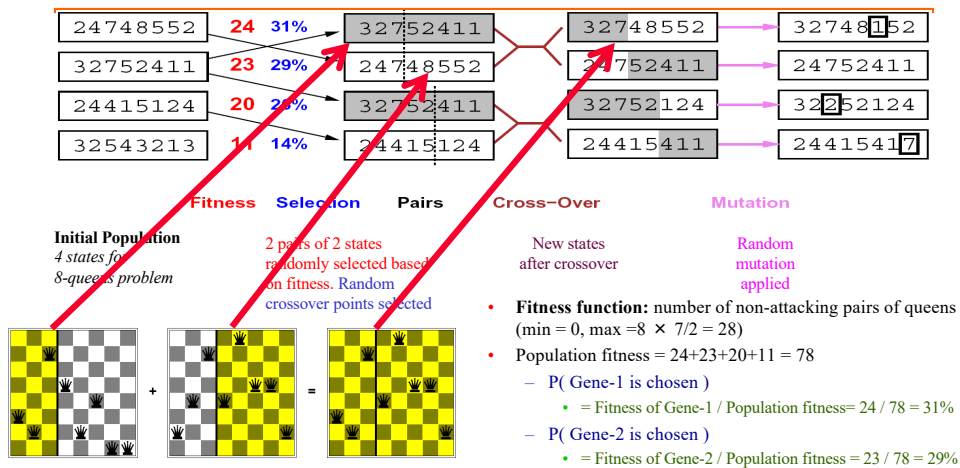 24748552 24 31% 32752411 32748552 32748152
32752411 23 29% 24748552 24752411 24752411
24415124 20 26% 32752411 32752124 32252124
32543213 11 14% 24415124 24415411 24415417
Fitness Selection Pairs Cross-Over Mutation
Initial Population
4 states for
8-queens problem
2 pairs of 2 states
randomly selected based
on fitness. Random
crossover points selected
New states
after crossover
Random
mutation
applied
• Fitness function: number of non-attacking pairs of queens
(min = 0, max =8 × 7/2 = 28)
• Population fitness = 24+23+20+11 = 78
– P( Gene-1 is chosen )
• = Fitness of Gene-1 / Population fitness= 24 / 78 = 31%
– P( Gene-2 is chosen )
• = Fitness of Gene-2 / Population fitness = 23 / 78 = 29%
+ =